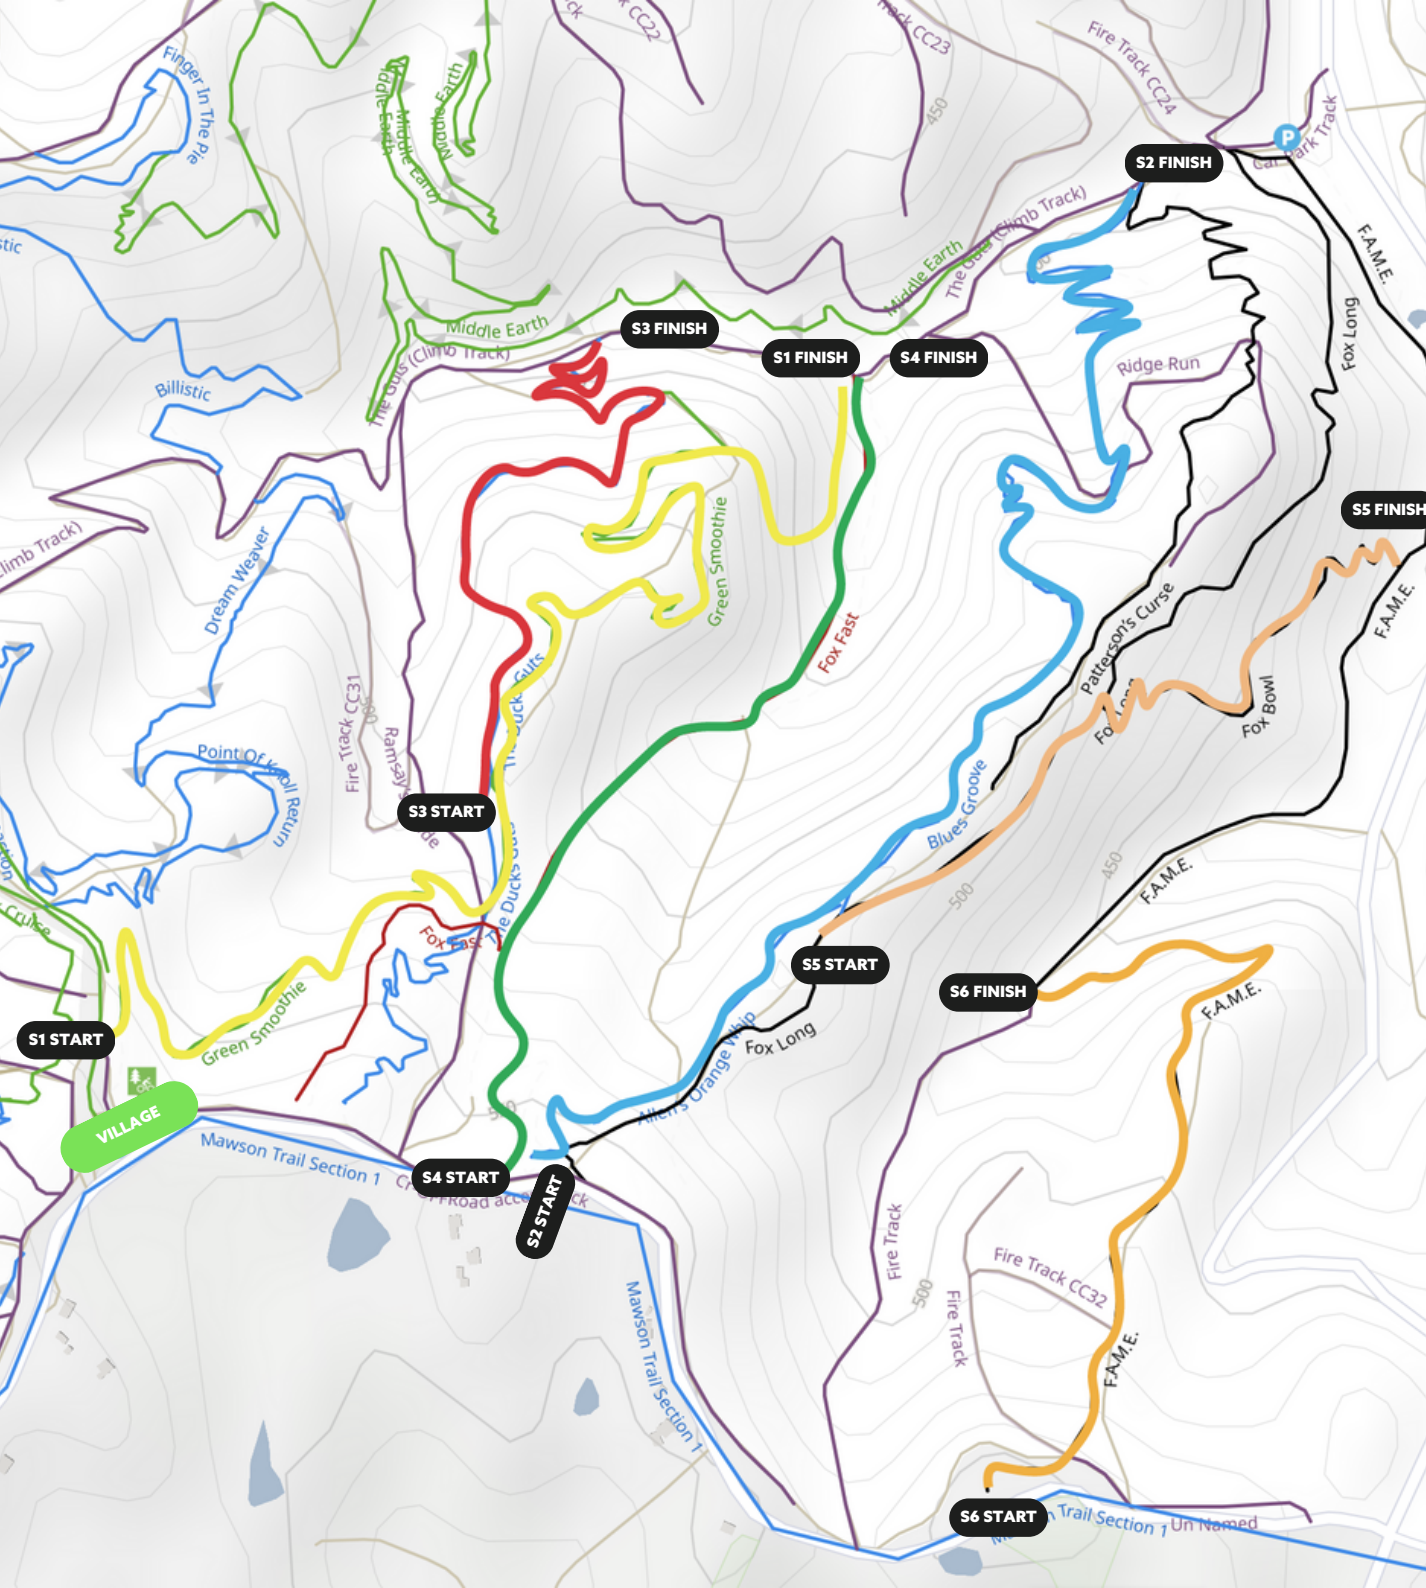 Finger In The Pie
Middle Earth
Middle Earth
Middle Earth
Middle Earth
CC22
Track CC23
Fire Track CC24
450
P
Car Park Track
S2 FINISH
F.A.M.E.
The Guts (Climb Track)
Middle Earth
Middle Earth
S3 FINISH
S1 FINISH
S4 FINISH
The Guts (Climb Track)
Fox Long
Ridge Run
Billistic
S5 FINISH
Green Smoothie
Climb Track)
Dream Weaver
Patterson's Curse
F.A.M.E.
Fox Fast
Fire Track CC31
Fox Long
Fox Bowl
Point Of Knoll Return
S3 START
Blues Groove
450
F.A.M.E.
500
Cruise
Fox Fast
The Ducks Guts
S5 START
S6 FINISH
F.A.M.E.
S1 START
Green Smoothie
Fox Long
Allen's Orange Whip
VILLAGE
Mawson Trail Section 1
S4 START
S2 START
Fire Track
500
Fire Track CC32
Fire Track
Mawson Trail Section 1
F.A.M.E.
S6 START
Trail Section 1
Un Named